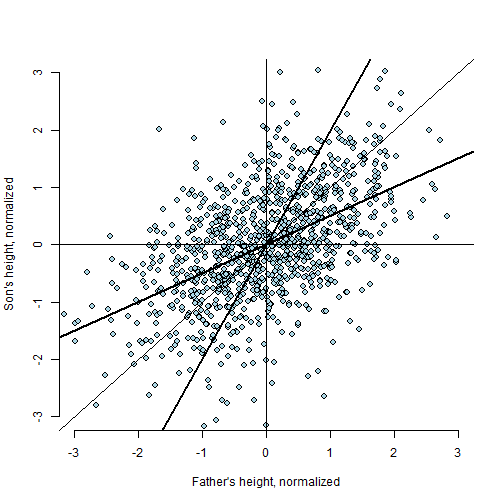 Son's height, normalized
3
2
1
0
-1
-2
-3
-3 -2 -1 0 1 2 3
Father's height, normalized